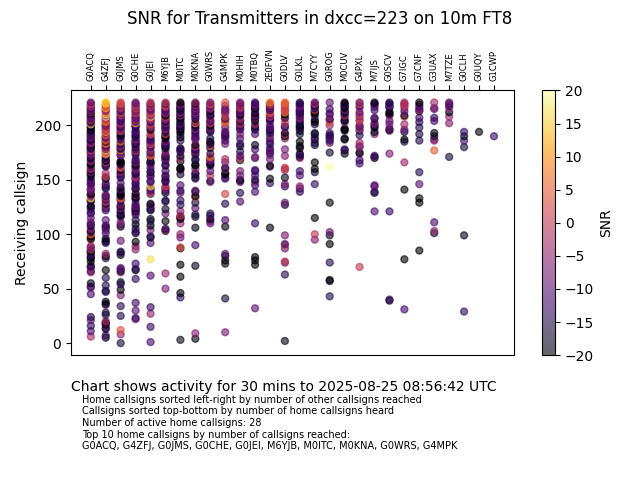 SNR for Transmitters in dxcc=223 on 10m FT8
G0ACQ G4ZFJ G0JMS G0CHE G0JEI M6YJB M0ITC M0KNA G0WRS G4MPK M0HIH M0TBQ 2E0FVN G0DLV G0LKL M7CYY G0ROG M0CUV G4PXL M7IJS G0SCV G7IGC G7CNF G3UAX M7TZE G0CLH G0UQY G1CWP
200
150
100
50
0
Receiving callsign
20
15
10
5
0
−5
−10
−15
−20
SNR
Chart shows activity for 30 mins to 2025-08-25 08:56:42 UTC
Home callsigns sorted left-right by number of other callsigns reached
Callsigns sorted top-bottom by number of home callsigns heard
Number of active home callsigns: 28
Top 10 home callsigns by number of callsigns reached:
G0ACQ, G4ZFJ, G0JMS, G0CHE, G0JEI, M6YJB, M0ITC, M0KNA, G0WRS, G4MPK